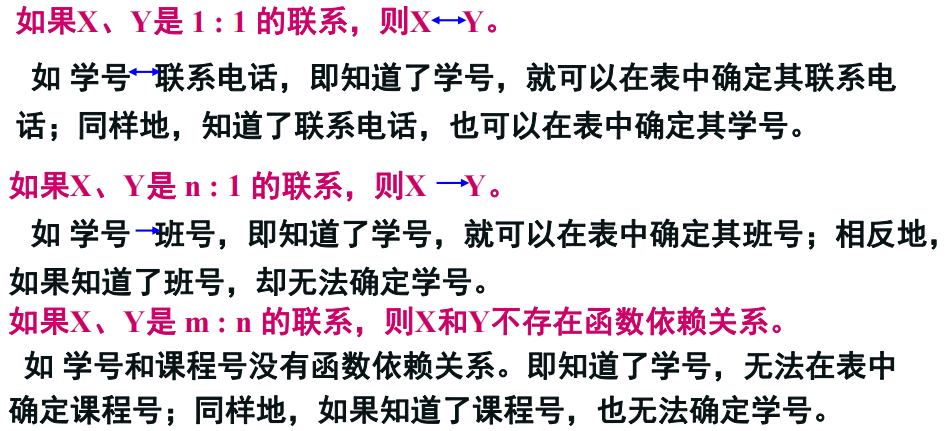 如果X、Y是 1 : 1 的联系，则X↔Y。
如 学号↔联系电话，即知道了学号，就可以在表中确定其联系电
话；同样地，知道了联系电话，也可以在表中确定其学号。
如果X、Y是 n : 1 的联系，则X →Y。
如 学号→班号，即知道了学号，就可以在表中确定其班号；相反地，
如果知道了班号，却无法确定学号。
如果X、Y是 m : n 的联系，则X和Y不存在函数依赖关系。
如 学号和课程号没有函数依赖关系。即知道了学号，无法在表中
确定课程号；同样地，如果知道了课程号，也无法确定学号。